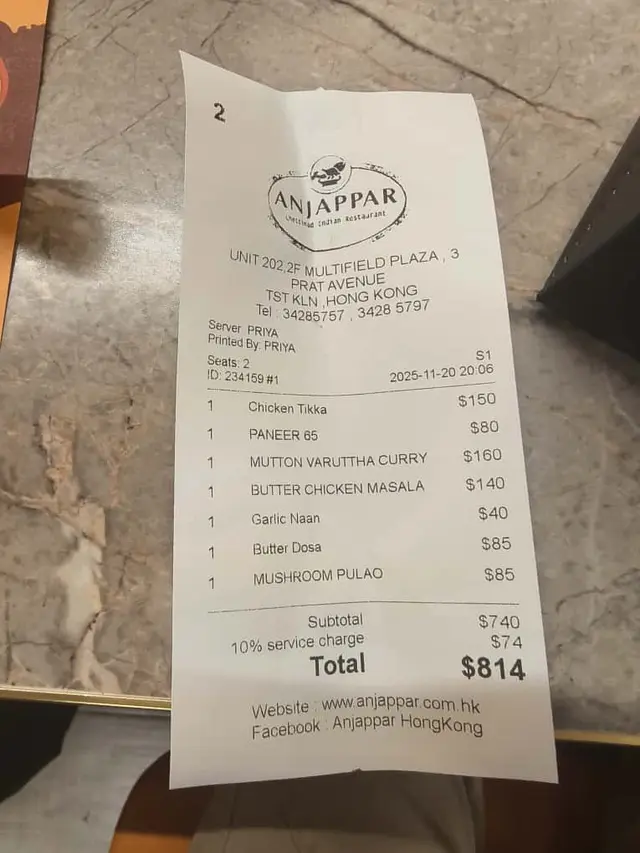 2
ANJAPPAR
Chettinad Indian Restaurant
UNIT 202,2F MULTIFIELD PLAZA , 3
PRAT AVENUE
TST KLN ,HONG KONG
Tel : 34285757 , 3428 5797
Server PRIYA
Printed By: PRIYA
Seats: 2 S1
ID: 234159 #1 2025-11-20 20:06
1 Chicken Tikka $150
1 PANEER 65 $80
1 MUTTON VARUTTHA CURRY $160
1 BUTTER CHICKEN MASALA $140
1 Garlic Naan $40
1 Butter Dosa $85
1 MUSHROOM PULAO $85
Subtotal $740
10% service charge $74
Total $814
Website : www.anjappar.com.hk
Facebook : Anjappar HongKong